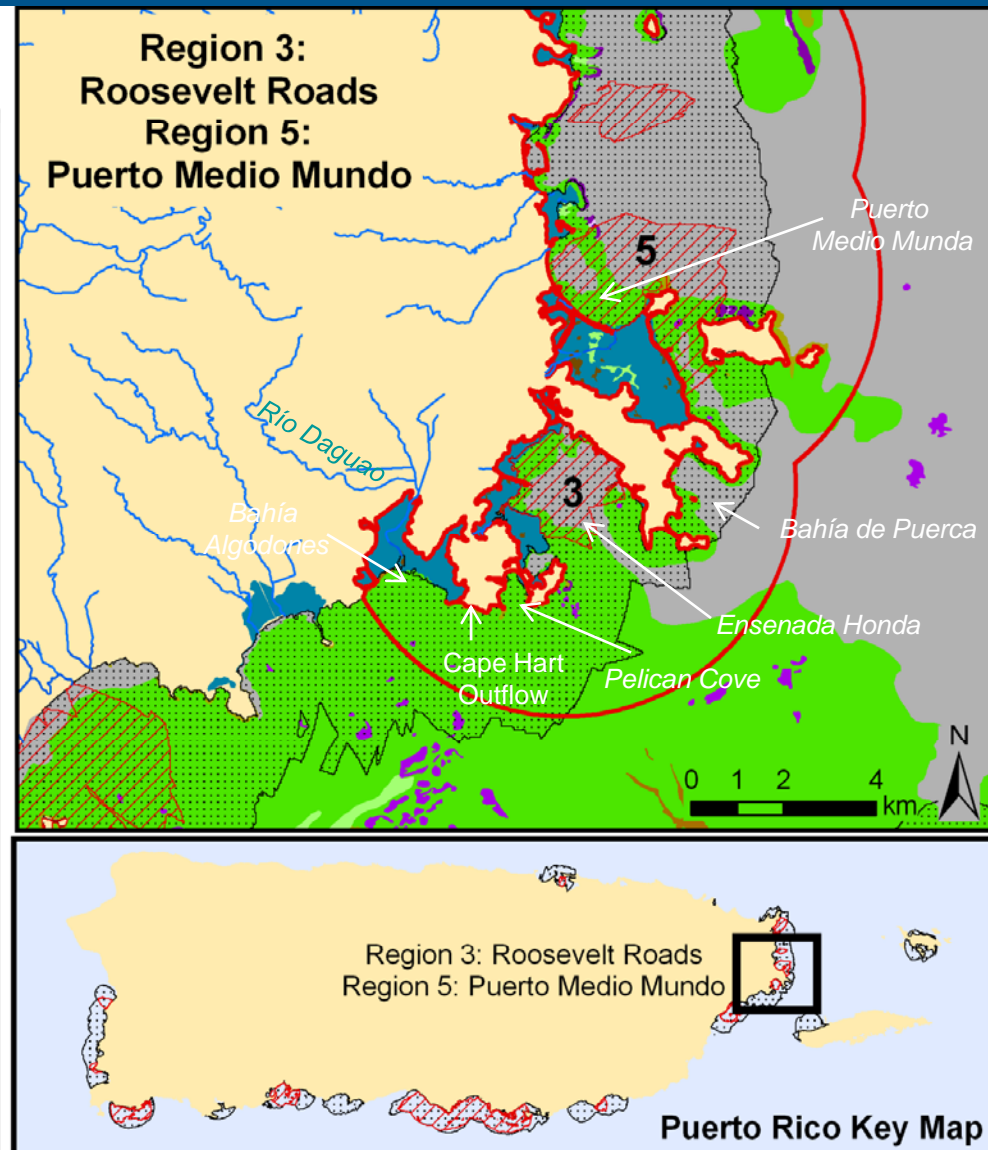 Region 3:
Roosevelt Roads
Region 5:
Puerto Medio Mundo
Puerto
Medio Munda
5
Río Daguao
3
Bahía
Algodones
Bahía de Puerca
Ensenada Honda
Cape Hart
Outflow
Pelican Cove
N
0 1 2 4
km
Region 3: Roosevelt Roads
Region 5: Puerto Medio Mundo
Puerto Rico Key Map